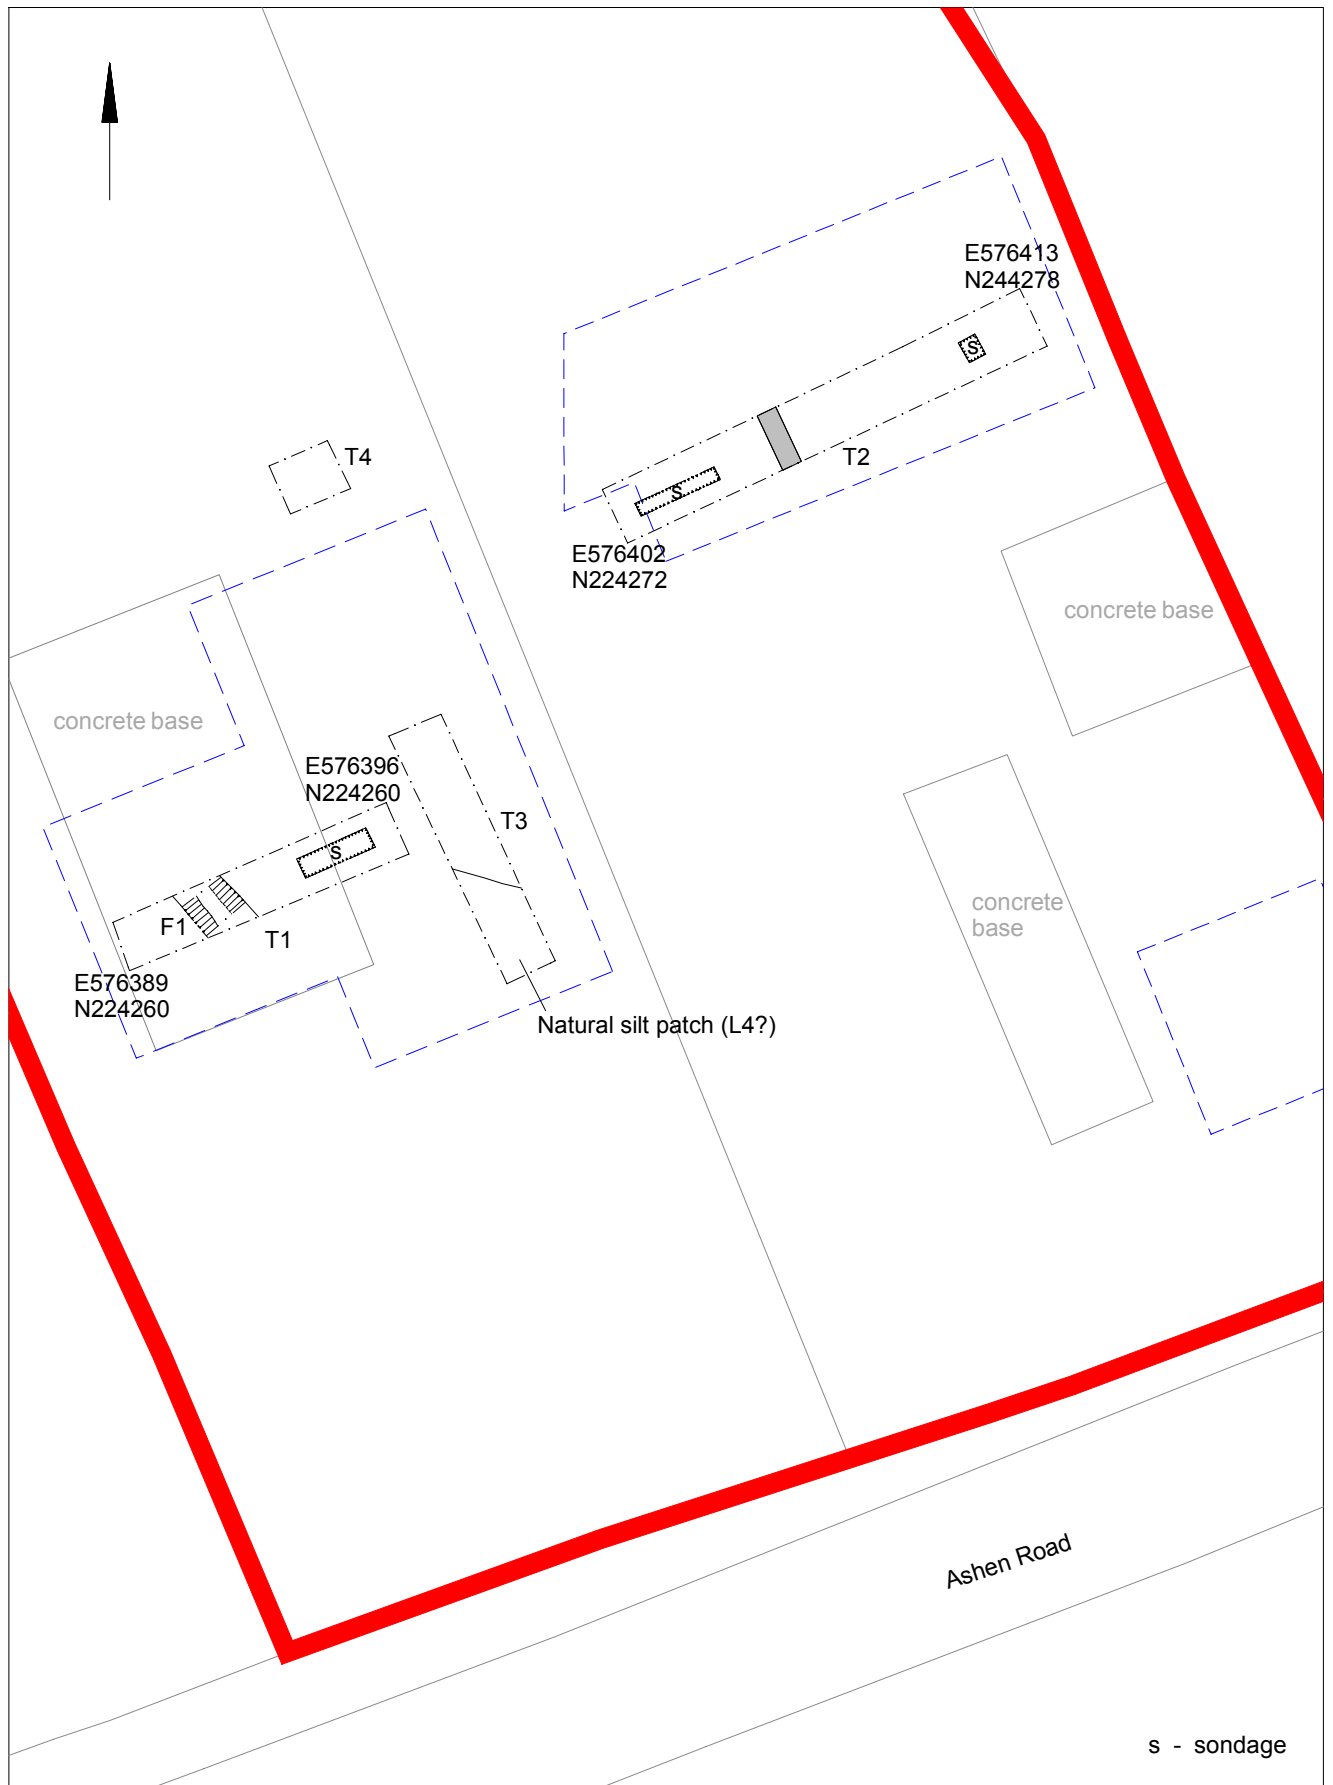 E576413
N244278
S
T2
S
E576402
N224272
T4
concrete base
concrete base
E576396
N224260
T3
S
F1
T1
E576389
N224260
concrete
base
Natural silt patch (L4?)
Ashen Road
s - sondage